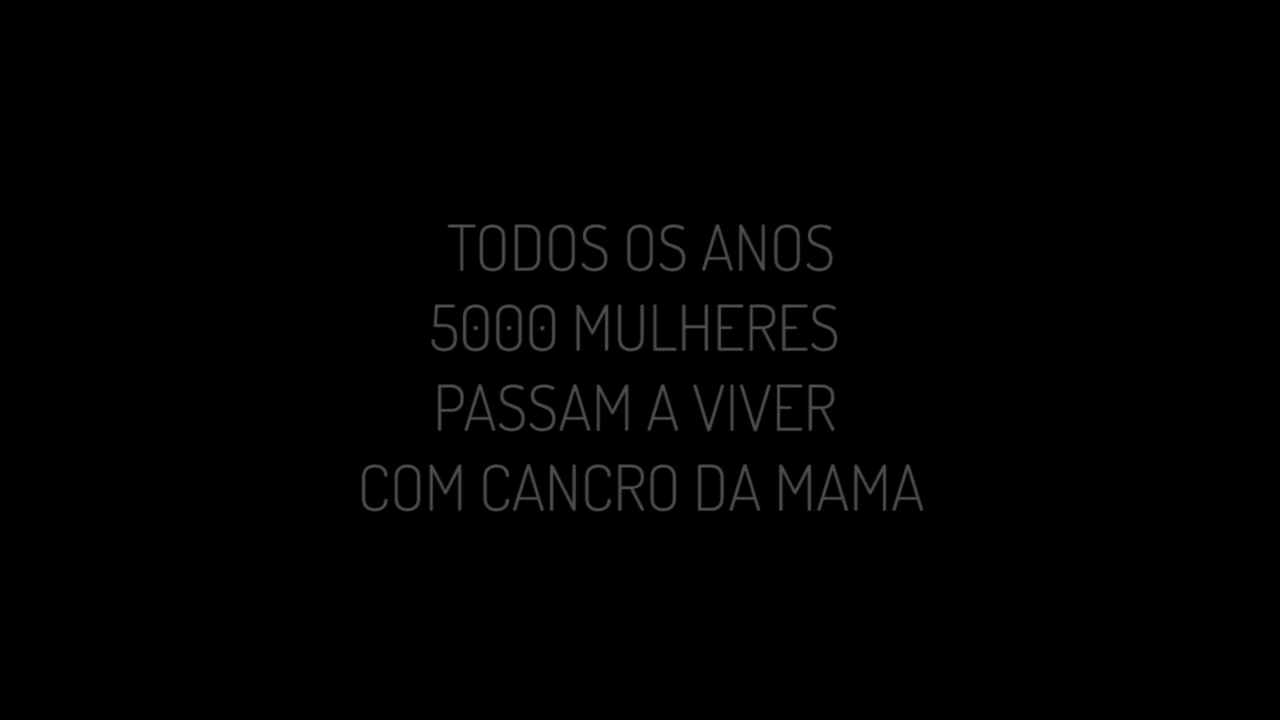 TODOS OS ANOS
5000 MULHERES
PASSAM A VIVER
COM CANCRO DA MAMA